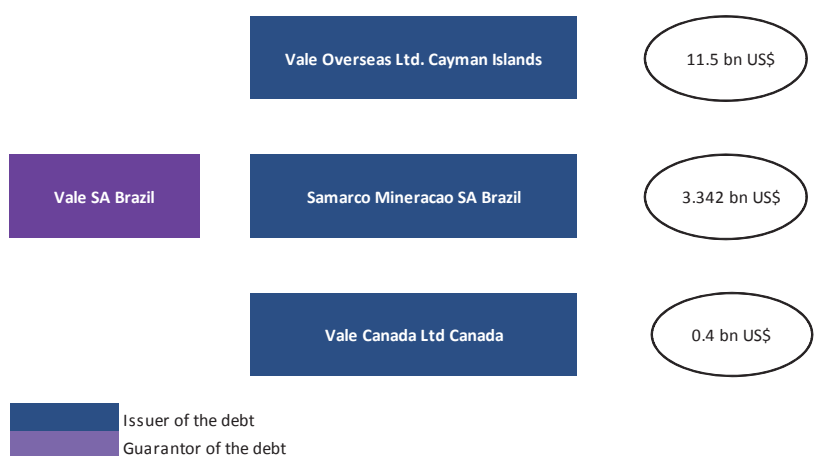 Vale Overseas Ltd. Cayman Islands
11.5 bn US$
Vale SA Brazil
Samarco Mineracao SA Brazil
3.342 bn US$
Vale Canada Ltd Canada
0.4 bn US$
Issuer of the debt
Guarantor of the debt